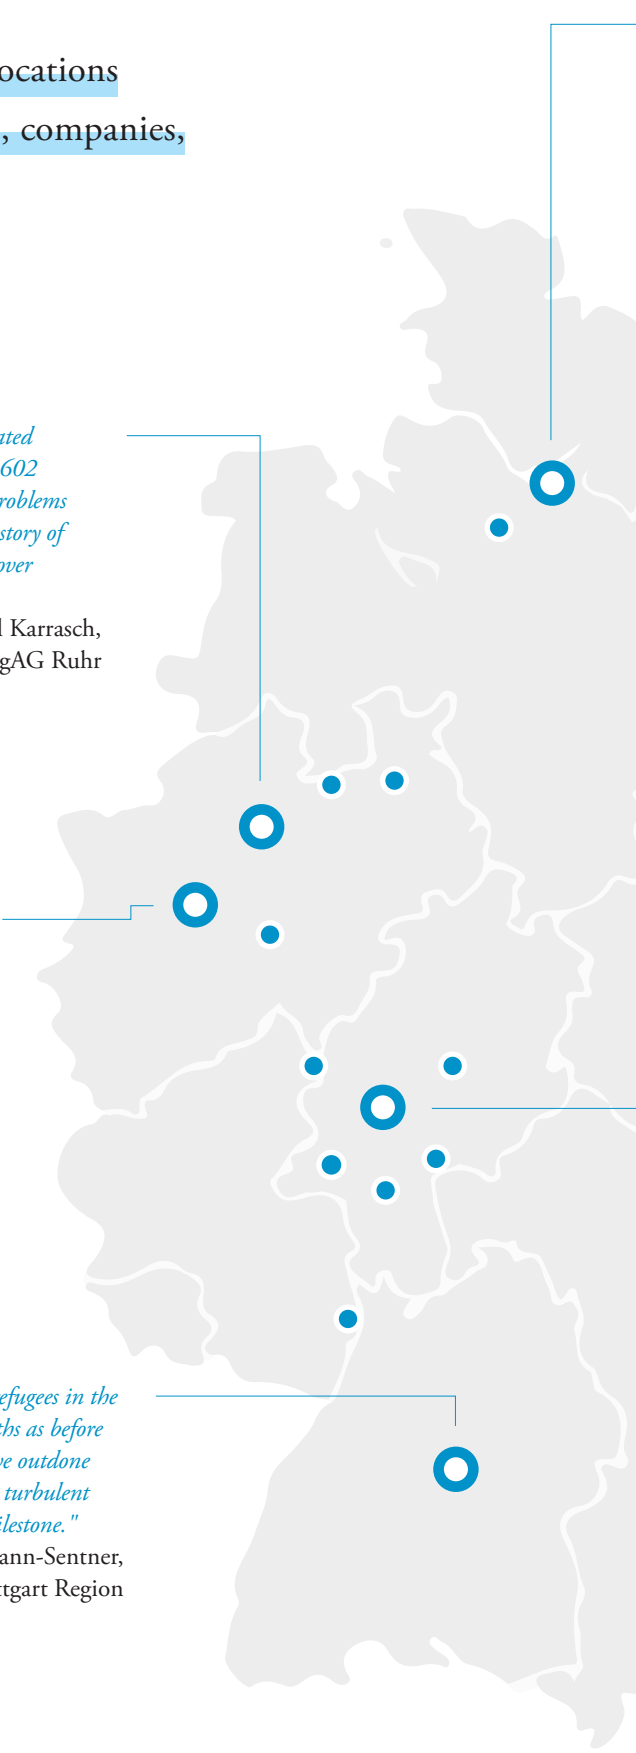 ocations
, companies,
ated
602
roblems
story of
over
l Karrasch,
gAG Ruhr
efugees in the
ths as before
ve outdone
turbulent
ilestone."
ann-Sentner,
ttgart Region